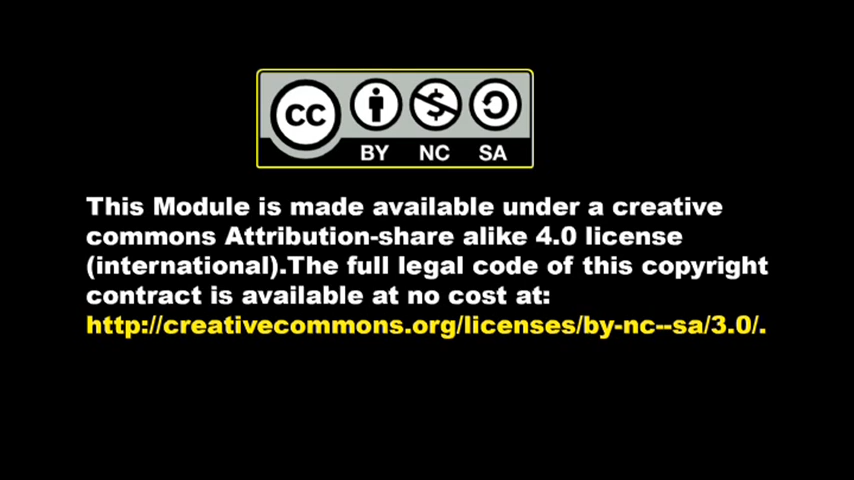 CC
BY NC SA
This Module is made available under a creative
commons Attribution-share alike 4.0 license
(international).The full legal code of this copyright
contract is available at no cost at:
http://creativecommons.org/licenses/by-nc--sa/3.0/.